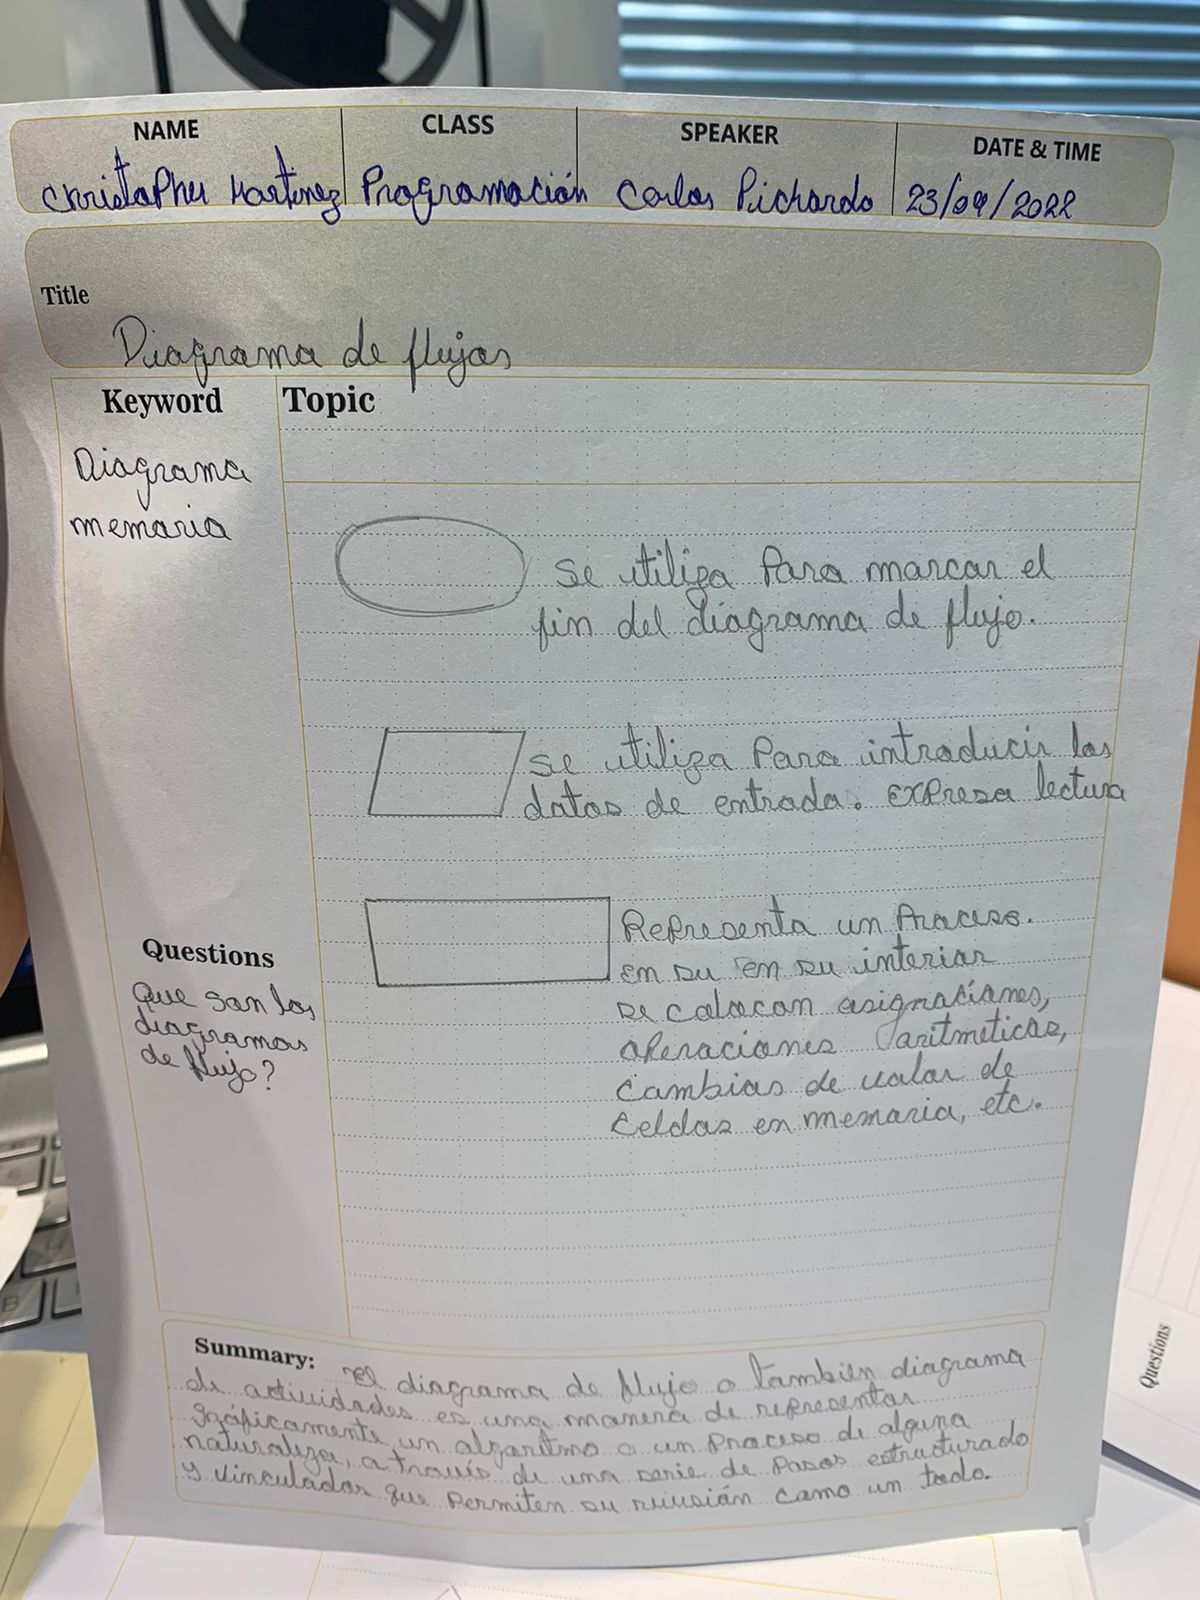 NAME
CLASS
SPEAKER
DATE & TIME
Christopher Martinez
Programación
Carlos Pichardo
23/09/2022
Title
Diagrama de flujos
Keyword
Topic
Diagrama
memoria
se utiliza Para marcar el
fin del diagrama de flujo.
se utiliza Para introducir los
datos de entrada. Expresa lectura
Representa un Proceso.
en su en su interior
se colocan asignaciones,
operaciones aritmeticas,
cambios de valor de
celdas en memoria, etc.
Questions
Que son los
diagramas
de flujo?
Summary: el diagrama de flujo o tambien diagrama
de actividades es una manera de representar
gráficamente un algoritmo o un proceso de alguna
naturaleza, a través de una serie de pasos estructurado
y vinculados que permiten su revisión como un todo.
Questions
B